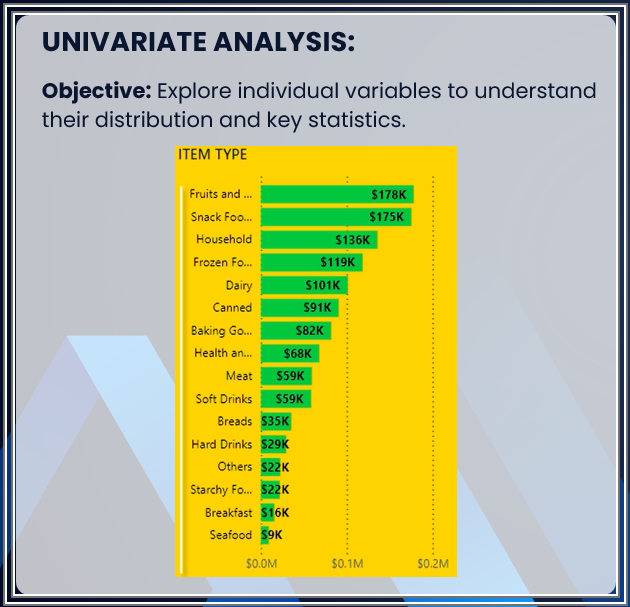 UNIVARIATE ANALYSIS:
Objective: Explore individual variables to understand
their distribution and key statistics.
ITEM TYPE
Fruits and ... $178K
Snack Foo... $175K
Household $136K
Frozen Fo... $119K
Dairy $101K
Canned $91K
Baking Go... $82K
Health an... $68K
Meat $59K
Soft Drinks $59K
Breads $35K
Hard Drinks $29K
Others $22K
Starchy Fo... $22K
Breakfast $16K
Seafood $9K
$0.0M $0.1M $0.2M